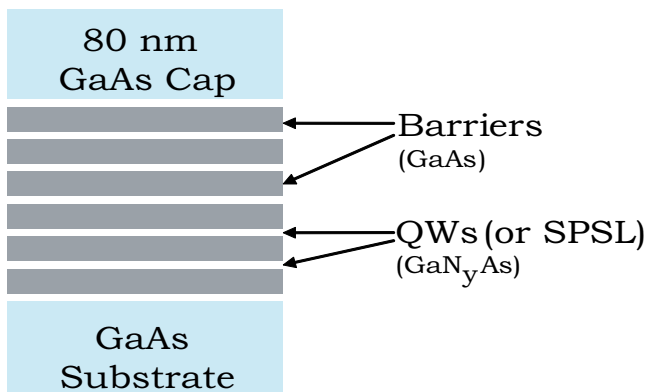 80 nm
GaAs Cap
Barriers
(GaAs)
QWs (or SPSL)
(GaNyAs)
GaAs
Substrate